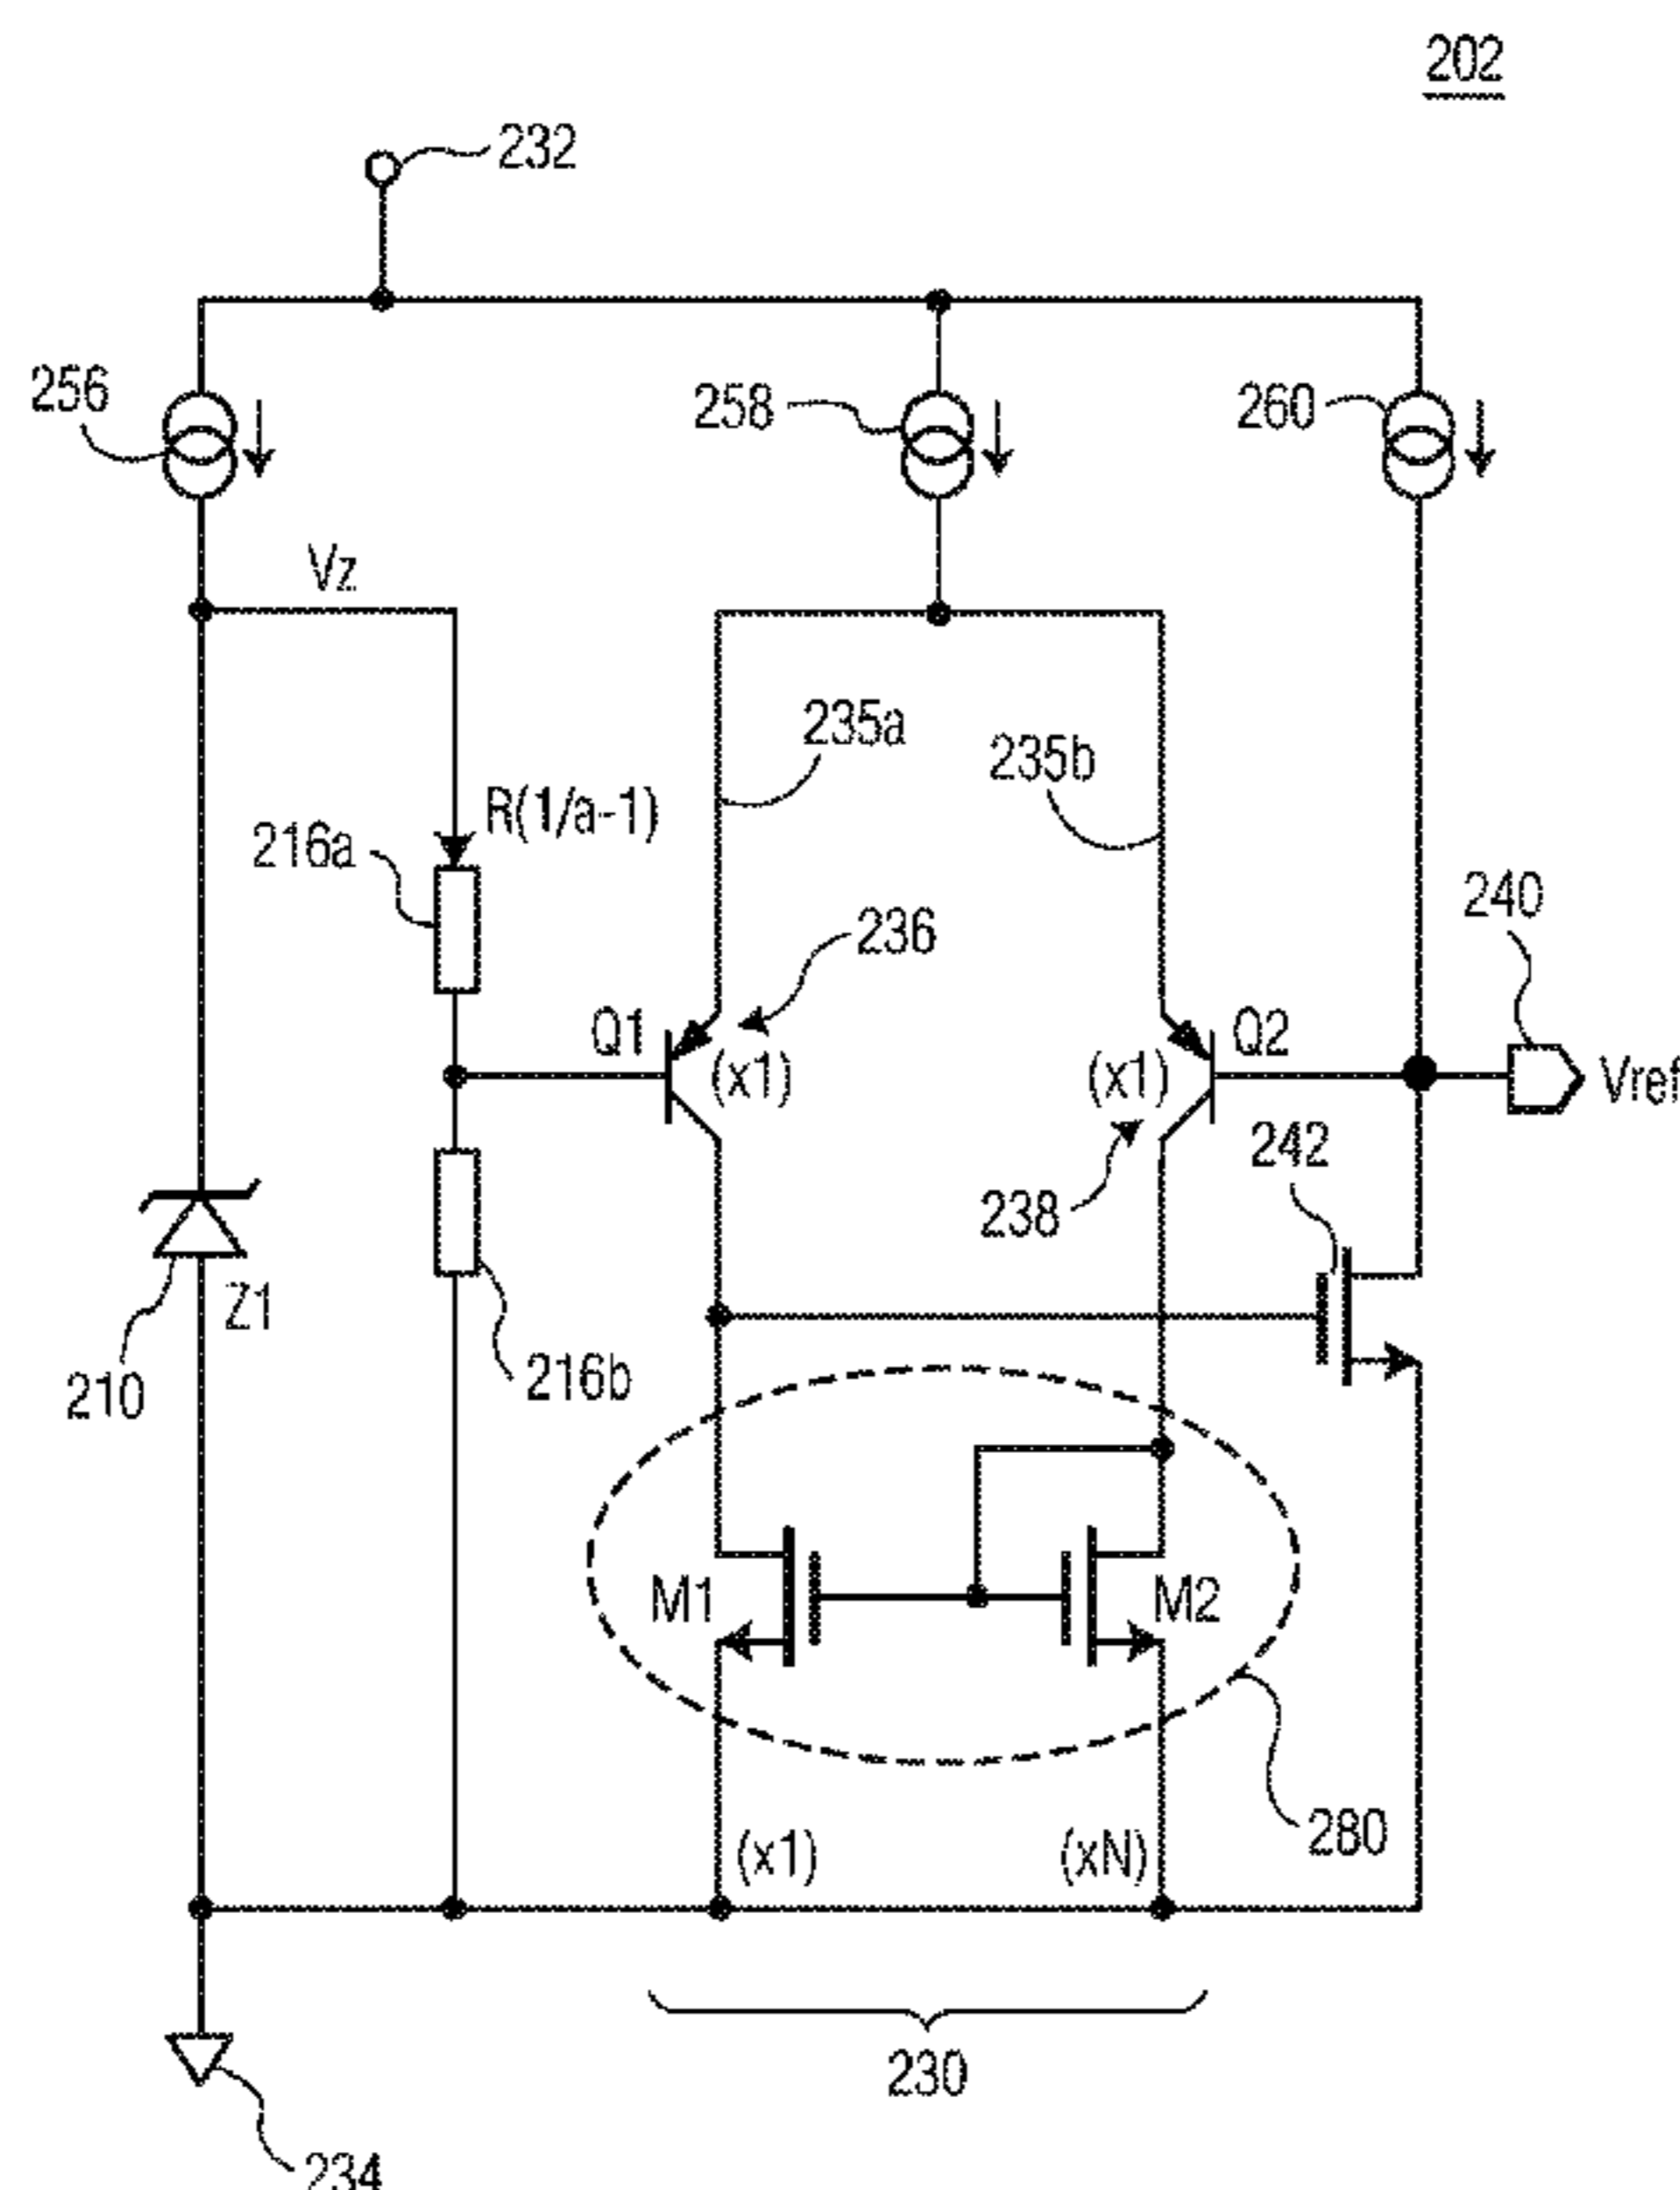 202
232
256
258
260
Vz
235a
235b
R(1/a-1)
216a
240
236
Q1
(x1)
(x1)
Q2
Vref
242
238
Z1
210
216b
M1
M2
(x1)
(xN)
280
230
234